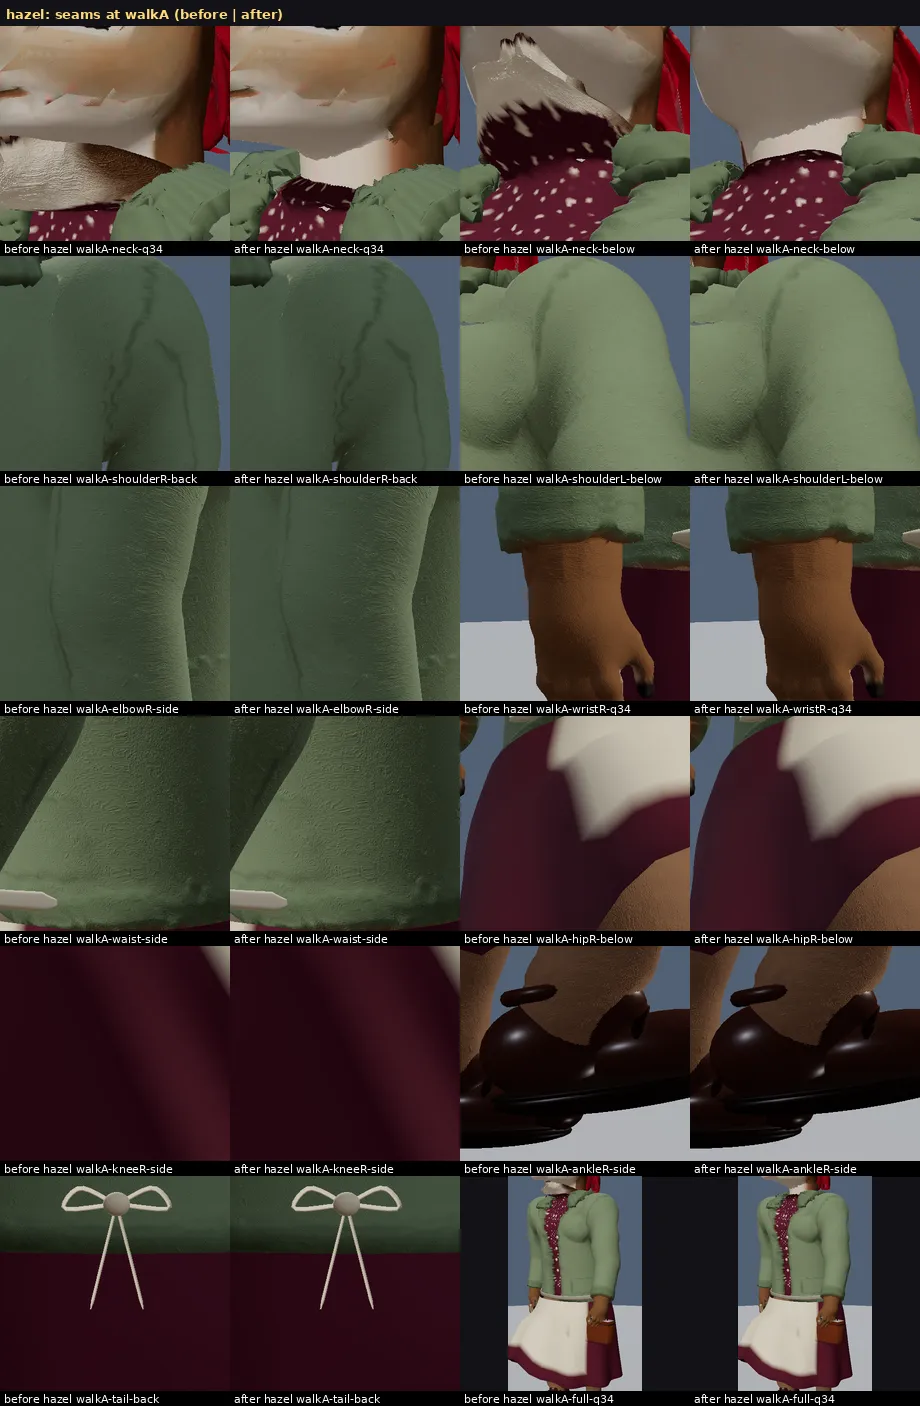 hazel: seams at walkA (before | after)
before hazel walkA-neck-q34
after hazel walkA-neck-q34
before hazel walkA-neck-below
after hazel walkA-neck-below
before hazel walkA-shoulderR-back
after hazel walkA-shoulderR-back
before hazel walkA-shoulderL-below
after hazel walkA-shoulderL-below
before hazel walkA-elbowR-side
after hazel walkA-elbowR-side
before hazel walkA-wristR-q34
after hazel walkA-wristR-q34
before hazel walkA-waist-side
after hazel walkA-waist-side
before hazel walkA-hipR-below
after hazel walkA-hipR-below
before hazel walkA-kneeR-side
after hazel walkA-kneeR-side
before hazel walkA-ankleR-side
after hazel walkA-ankleR-side
before hazel walkA-tail-back
after hazel walkA-tail-back
before hazel walkA-full-q34
after hazel walkA-full-q34